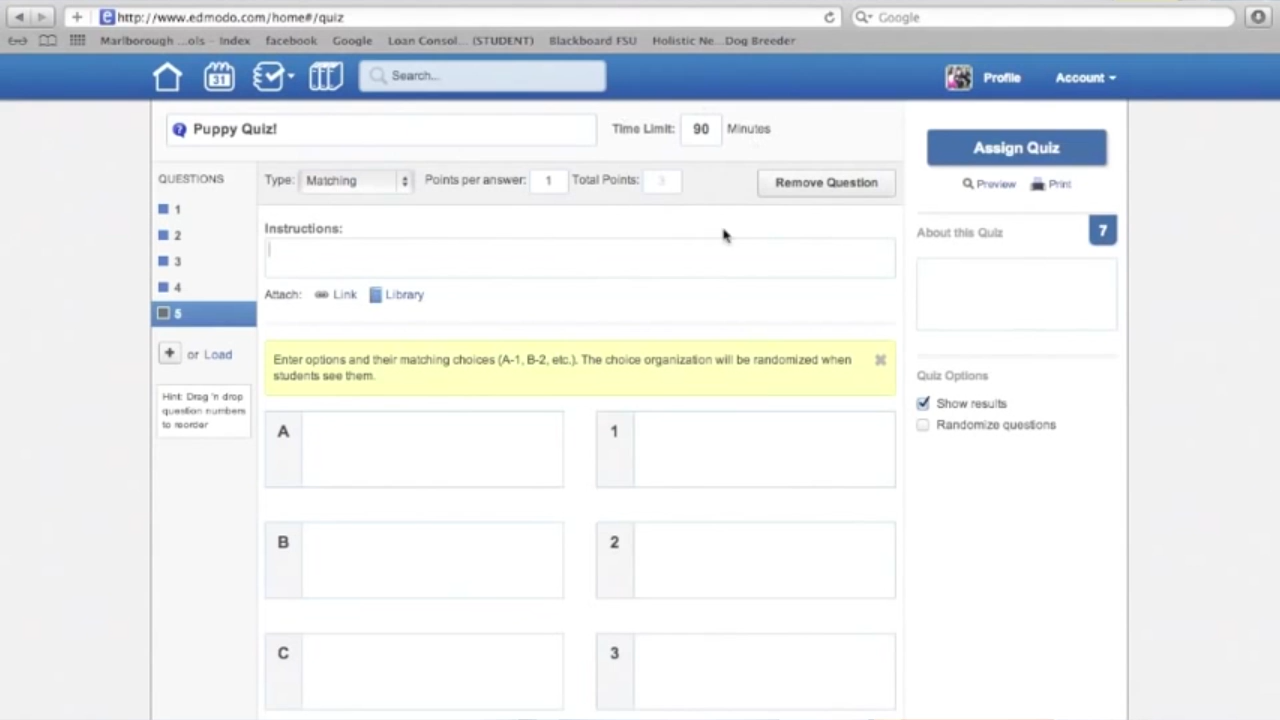 http://www.edmodo.com/home#/quiz
Google
Marlborough ...ols - Index facebook Google Loan Consol... (STUDENT) Blackboard FSU Holistic Ne...Dog Breeder
31
Search...
Profile
Account
Puppy Quiz!
Time Limit: 90 Minutes
Assign Quiz
QUESTIONS
Type: Matching Points per answer: 1 Total Points: 3
Remove Question
Preview
Print
1
2
3
4
5
Instructions:
About this Quiz 7
Attach: Link Library
+ or Load
Enter options and their matching choices (A-1, B-2, etc.). The choice organization will be randomized when
students see them.
Hint: Drag 'n drop
question numbers
to reorder
Quiz Options
Show results
Randomize questions
A 1
B 2
C 3